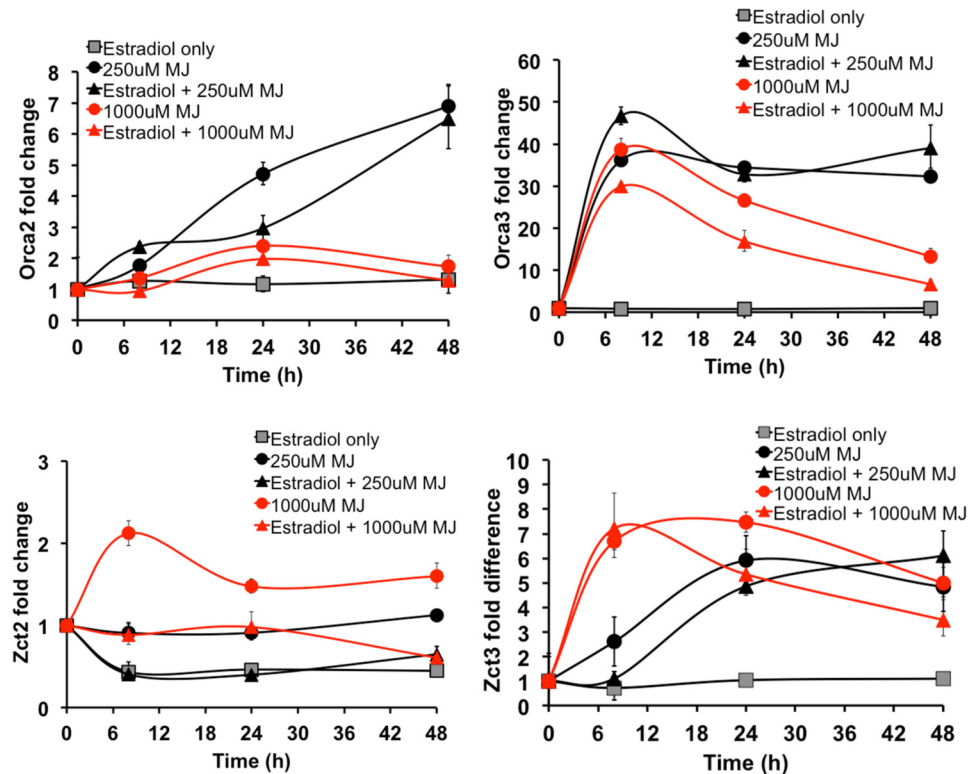 Estradiol only
250uM MJ
Estradiol + 250uM MJ
1000uM MJ
Estradiol + 1000uM MJ
Orca2 fold change
8
7
6
5
4
3
2
1
0
0 6 12 18 24 30 36 42 48
Time (h)
Estradiol only
250uM MJ
Estradiol + 250uM MJ
1000uM MJ
Estradiol + 1000uM MJ
Orca3 fold change
60
50
40
30
20
10
0
0 6 12 18 24 30 36 42 48
Time (h)
Estradiol only
250uM MJ
Estradiol + 250uM MJ
1000uM MJ
Estradiol + 1000uM MJ
Zct2 fold change
3
2
1
0
0 6 12 18 24 30 36 42 48
Time (h)
Estradiol only
250uM MJ
Estradiol + 250uM MJ
1000uM MJ
Estradiol + 1000uM MJ
Zct3 fold difference
10
9
8
7
6
5
4
3
2
1
0
0 6 12 18 24 30 36 42 48
Time (h)